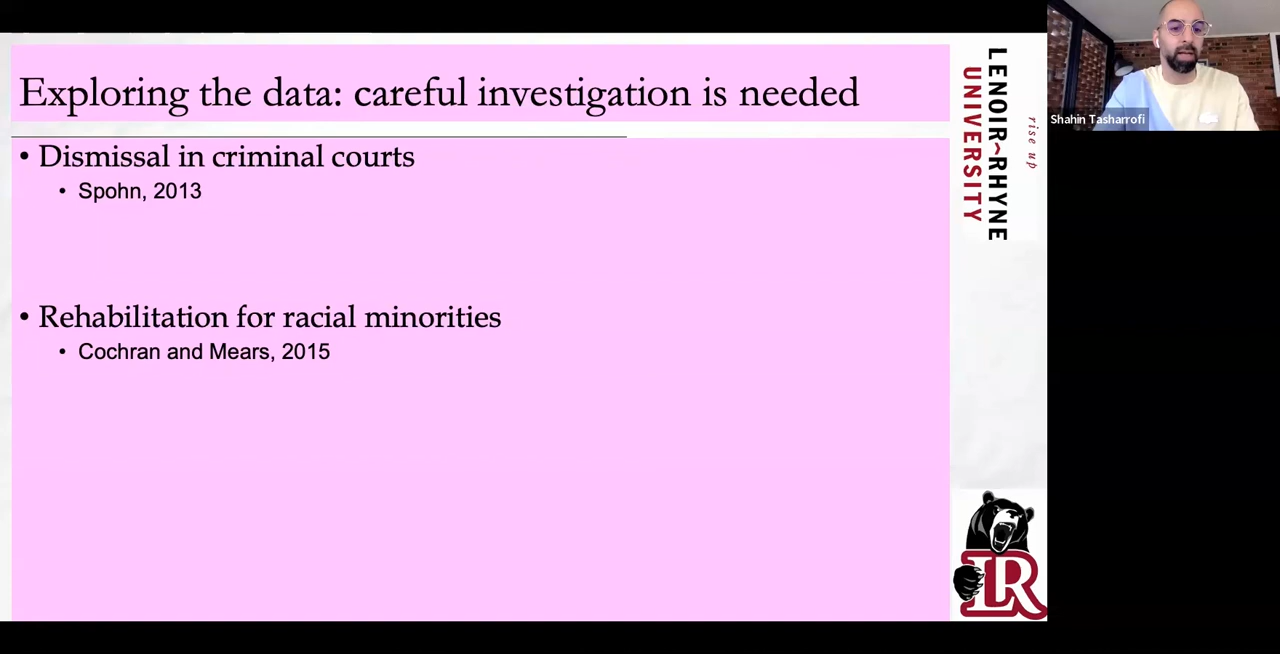 Exploring the data: careful investigation is needed
• Dismissal in criminal courts
• Spohn, 2013
• Rehabilitation for racial minorities
• Cochran and Mears, 2015
LENOIR-RHYNE
UNIVERSITY
rise up
LR
Shahin Tasharrofi